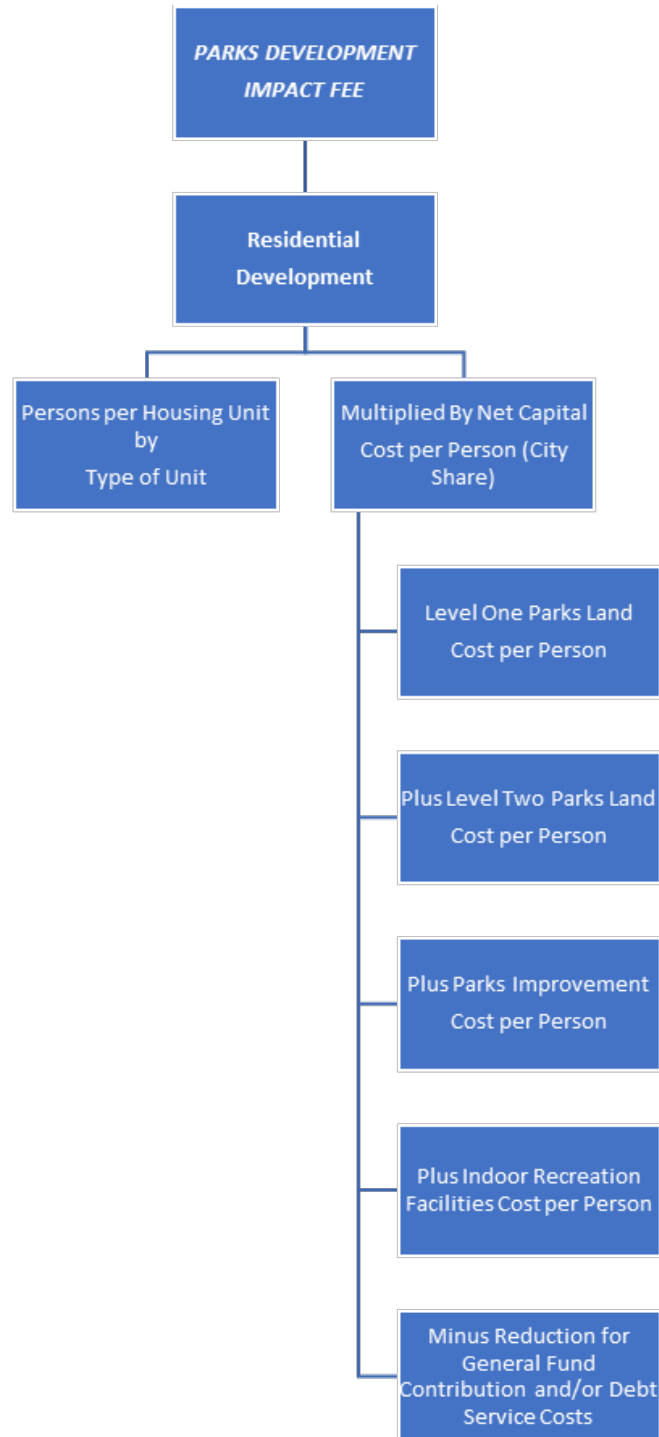 PARKS DEVELOPMENT
IMPACT FEE
Residential
Development
Persons per Housing Unit
by
Type of Unit
Multiplied By Net Capital
Cost per Person (City
Share)
Level One Parks Land
Cost per Person
Plus Level Two Parks Land
Cost per Person
Plus Parks Improvement
Cost per Person
Plus Indoor Recreation
Facilities Cost per Person
Minus Reduction for
General Fund
Contribution and/or Debt
Service Costs